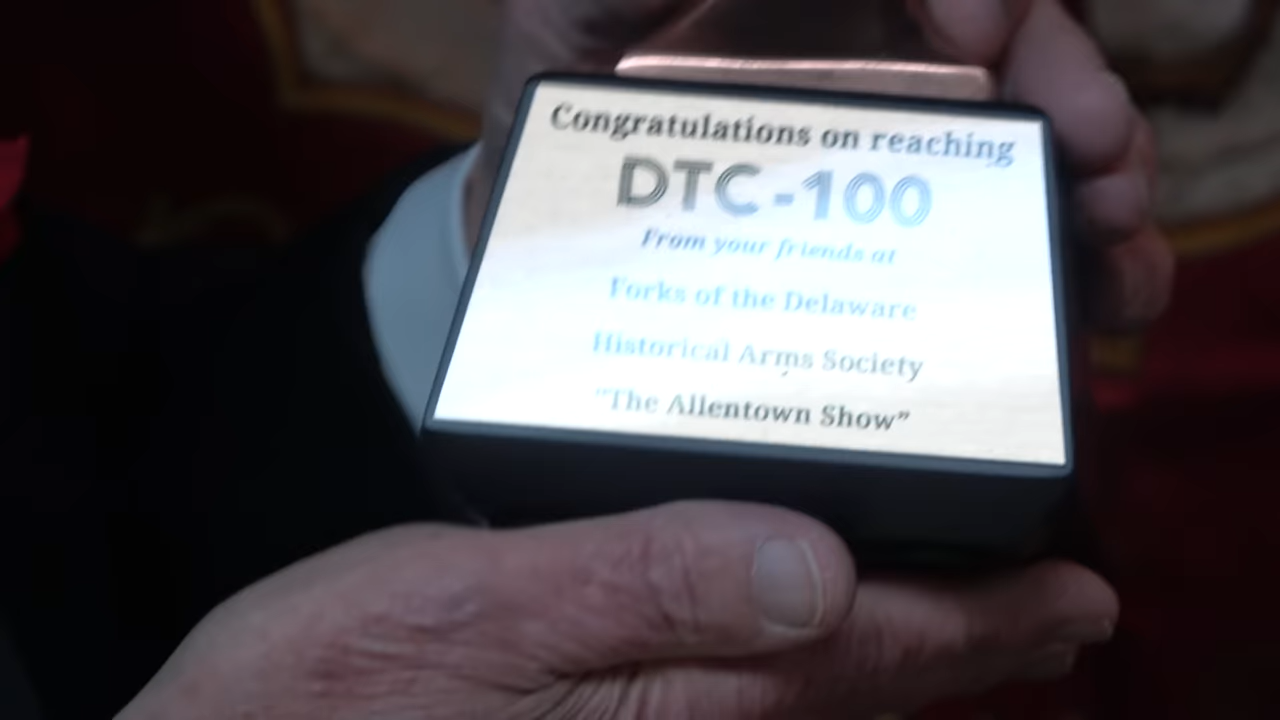 Congratulations on reaching
DTC-100
From your friends at
Forks of the Delaware
Historical Arms Society
"The Allentown Show"